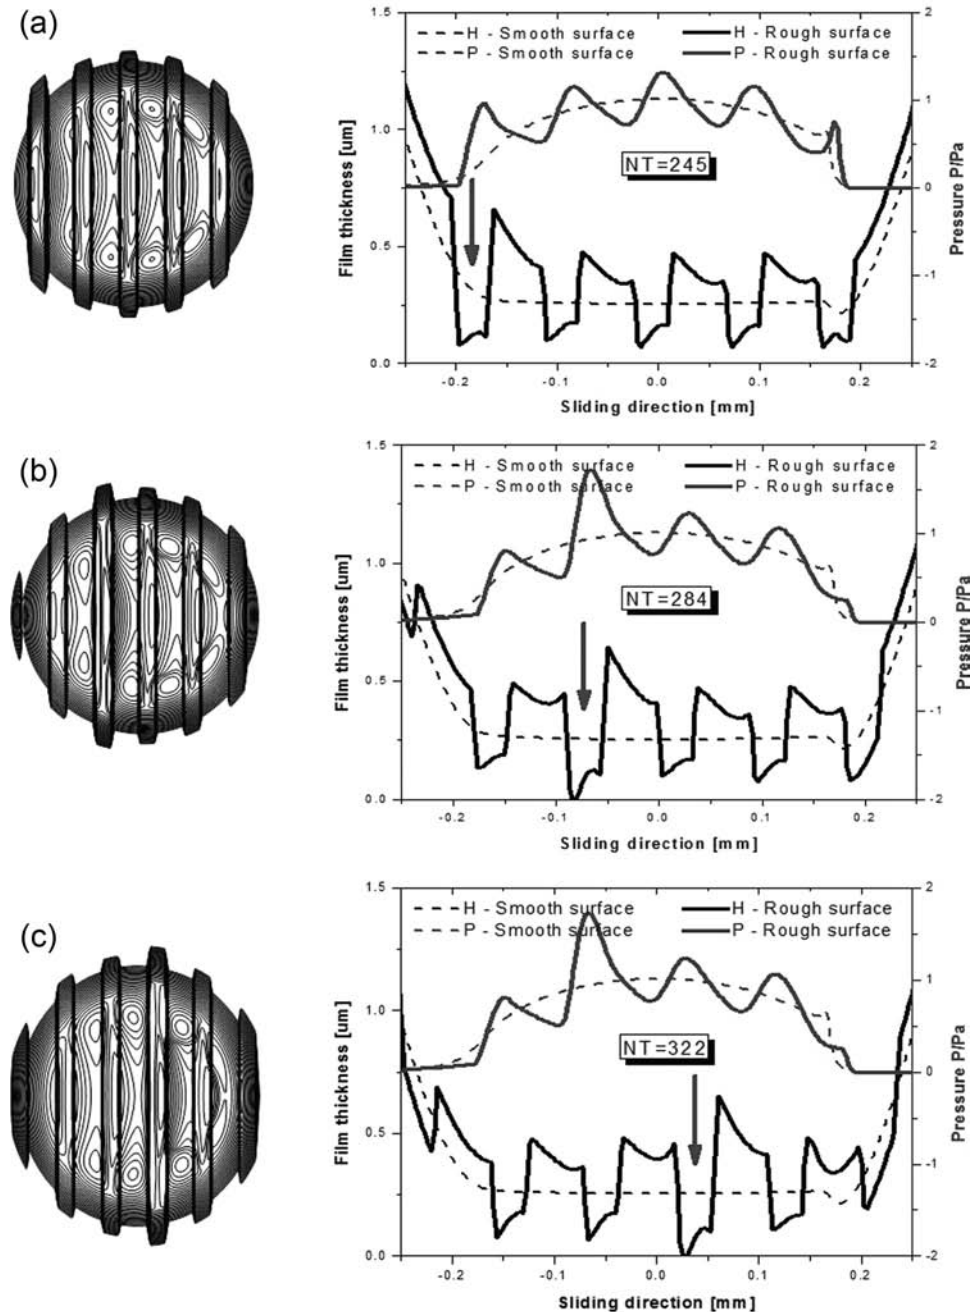 (a)
H - Smooth surface H - Rough surface
P - Smooth surface P - Rough surface
NT=245
Film thickness [um]
Pressure P/Pa
1.5
1.0
0.5
0.0
2
1
0
-1
-2
-0.2 -0.1 0.0 0.1 0.2
Sliding direction [mm]
(b)
H - Smooth surface H - Rough surface
P - Smooth surface P - Rough surface
NT=284
Film thickness [um]
Pressure P/Pa
1.5
1.0
0.5
0.0
2
1
0
-1
-2
-0.2 -0.1 0.0 0.1 0.2
Sliding direction [mm]
(c)
H - Smooth surface H - Rough surface
P - Smooth surface P - Rough surface
NT=322
Film thickness [um]
Pressure P/Pa
1.5
1.0
0.5
0.0
2
1
0
-1
-2
-0.2 -0.1 0.0 0.1 0.2
Sliding direction [mm]